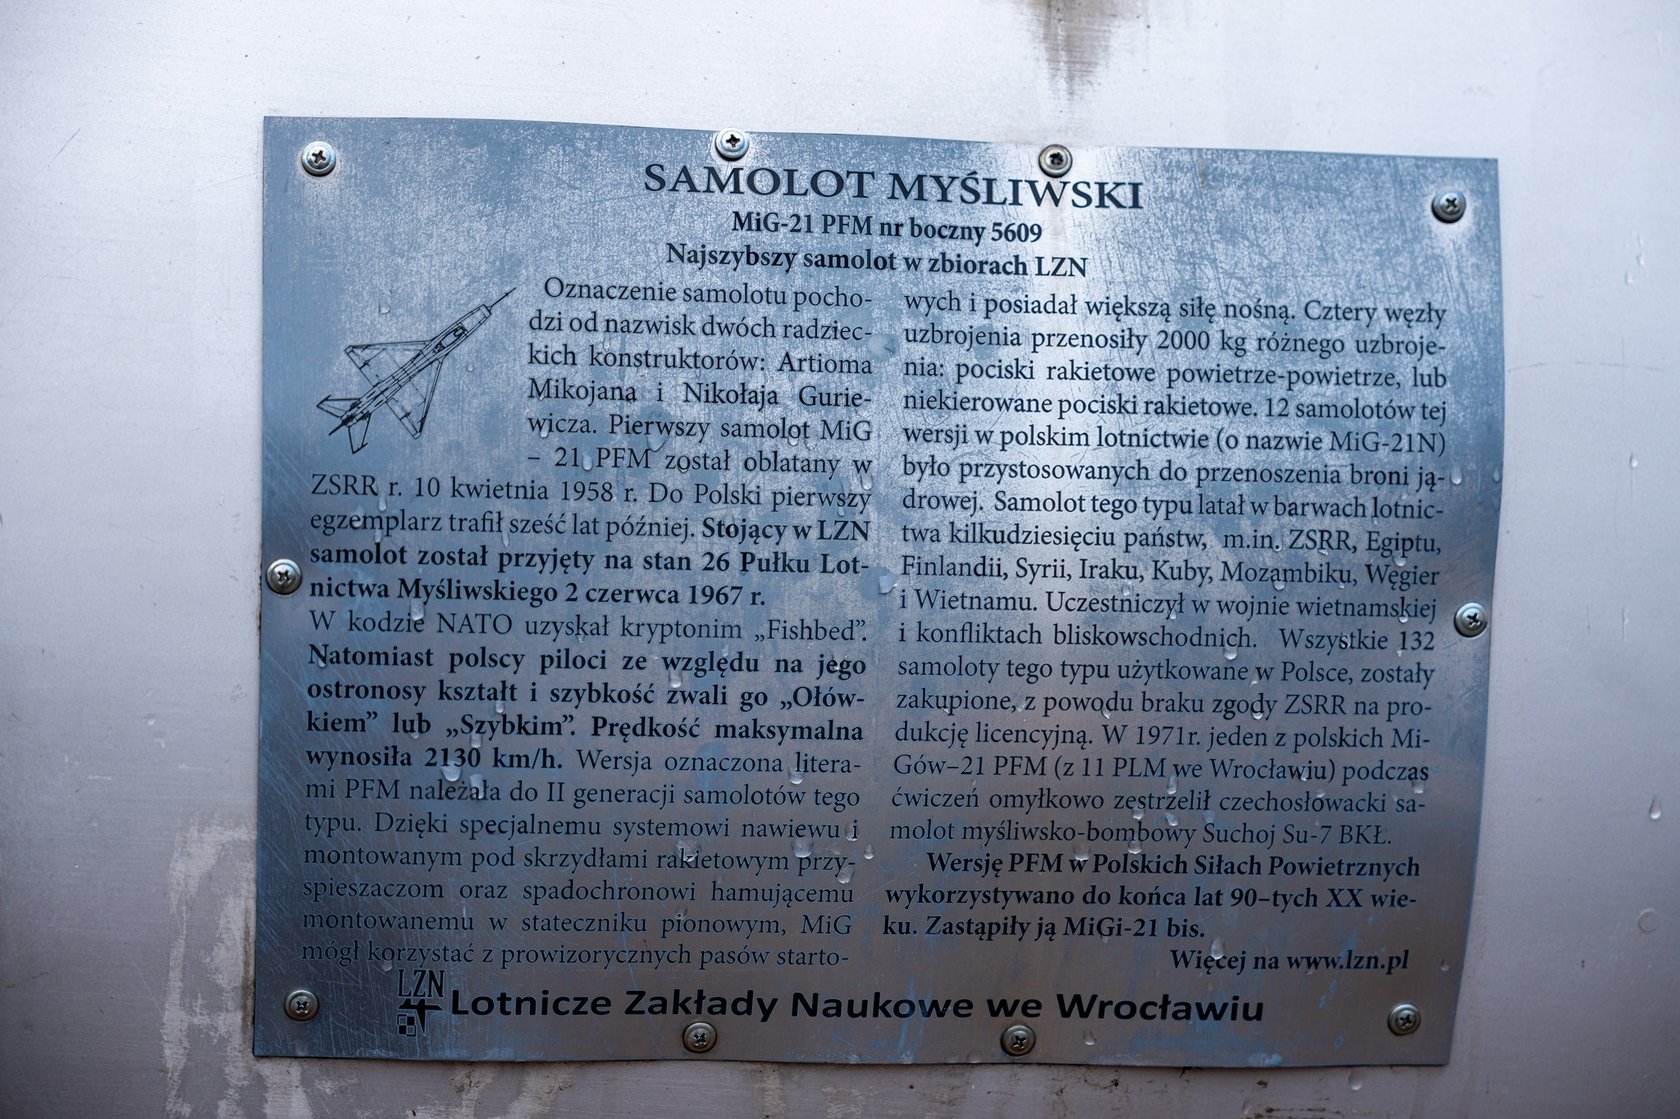 SAMOLOT MYŚLIWSKI
MiG-21 PFM nr boczny 5609
Najszybszy samolot w zbiorach LZN
Oznaczenie samolotu pocho-
dzi od nazwisk dwóch radziec-
kich konstruktorów: Artioma
Mikojana i Nikołaja Gurie-
wicza. Pierwszy samolot MiG
– 21 PFM został oblatany w
ZSRR r. 10 kwietnia 1958 r. Do Polski pierwszy
egzemplarz trafił sześć lat później. Stojący w LZN
samolot został przyjęty na stan 26 Pułku Lot-
nictwa Myśliwskiego 2 czerwca 1967 r.
W kodzie NATO uzyskał kryptonim „Fishbed”.
Natomiast polscy piloci ze względu na jego
ostronosy kształt i szybkość zwali go „Ołów-
kiem” lub „Szybkim”. Prędkość maksymalna
wynosiła 2130 km/h. Wersja oznaczona litera-
mi PFM należała do II generacji samolotów tego
typu. Dzięki specjalnemu systemowi nawiewu i
montowanym pod skrzydłami rakietowym przy-
spieszaczom oraz spadochronowi hamującemu
montowanemu w stateczniku pionowym, MiG
mógł korzystać z prowizorycznych pasów starto-
wych i posiadał większą siłę nośną. Cztery węzły
uzbrojenia przenosiły 2000 kg różnego uzbroje-
nia: pociski rakietowe powietrze-powietrze, lub
niekierowane pociski rakietowe. 12 samolotów tej
wersji w polskim lotnictwie (o nazwie MiG-21N)
było przystosowanych do przenoszenia broni ją-
drowej. Samolot tego typu latał w barwach lotnic-
twa kilkudziesięciu państw, m.in. ZSRR, Egiptu,
Finlandii, Syrii, Iraku, Kuby, Mozambiku, Węgier
i Wietnamu. Uczestniczył w wojnie wietnamskiej
i konfliktach bliskowschodnich. Wszystkie 132
samoloty tego typu użytkowane w Polsce, zostały
zakupione, z powodu braku zgody ZSRR na pro-
dukcję licencyjną. W 1971r. jeden z polskich Mi-
Gów–21 PFM (z 11 PLM we Wrocławiu) podczas
ćwiczeń omyłkowo zestrzelił czechosłowacki sa-
molot myśliwsko-bombowy Suchoj Su-7 BKŁ.
Wersję PFM w Polskich Siłach Powietrznych
wykorzystywano do końca lat 90–tych XX wie-
ku. Zastąpiły ją MiGi-21 bis.
Więcej na www.lzn.pl
LZN
Lotnicze Zakłady Naukowe we Wrocławiu